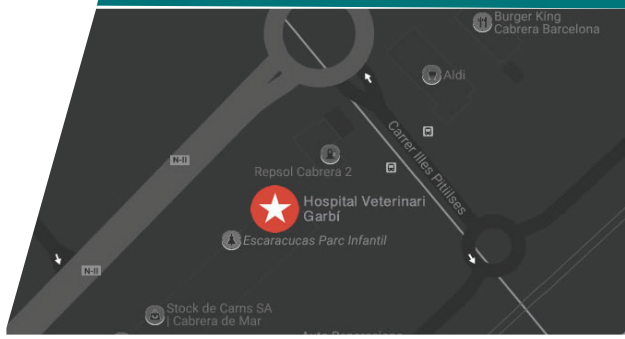 Burger King
Cabrera Barcelona
Aldi
Carrer Illes Pitiüses
N-II
Repsol Cabrera 2
Hospital Veterinari
Garbí
Escaracucas Parc Infantil
N-II
Stock de Carns SA
| Cabrera de Mar